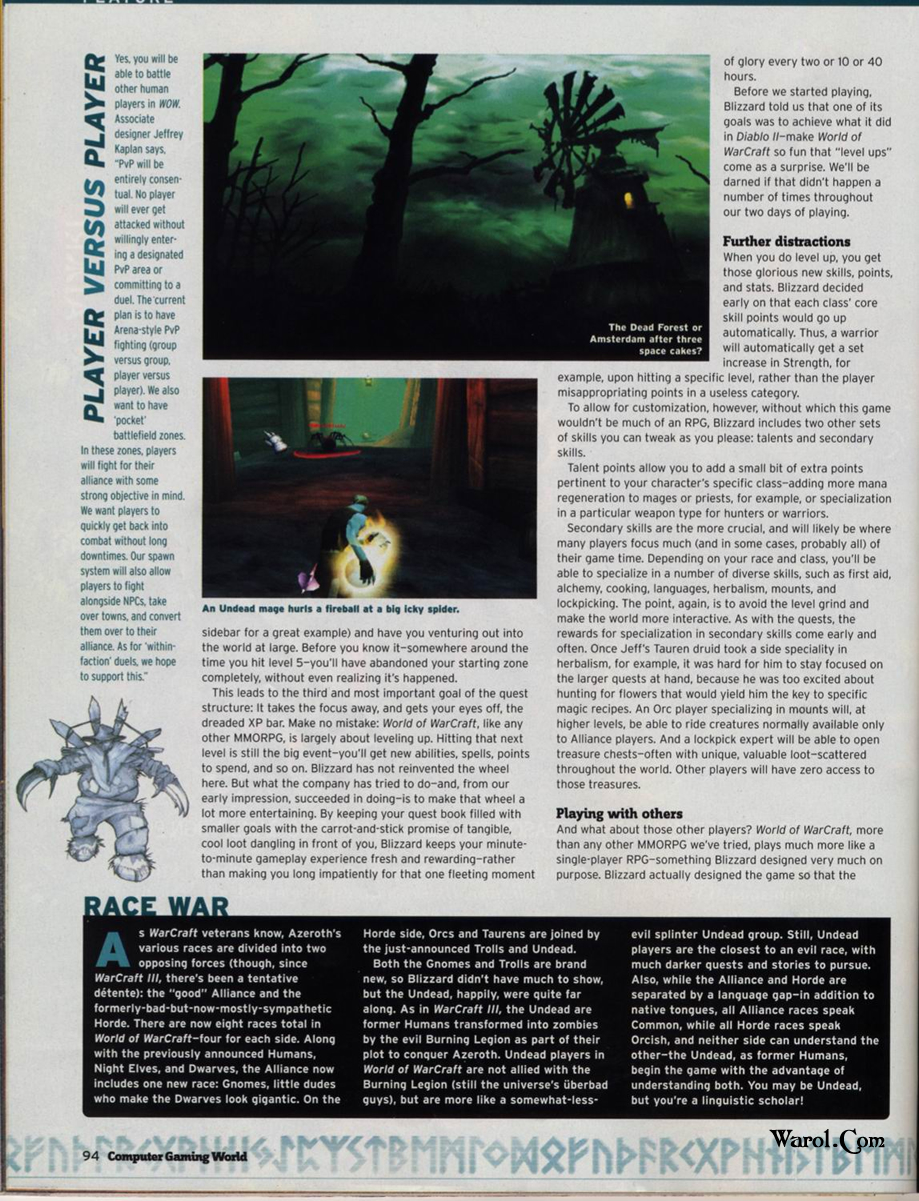 FEATURE
PLAYER VERSUS PLAYER
Yes, you will be
able to battle
other human
players in WOW.
Associate
designer Jeffrey
Kaplan says,
"PvP will be
entirely consen-
tual. No player
will ever get
attacked without
willingly enter-
ing a designated
PvP area or
committing to a
duel. The current
plan is to have
Arena-style PvP
fighting (group
versus group,
player versus
player). We also
want to have
'pocket'
battlefield zones.
In these zones, players
will fight for their
alliance with some
strong objective in mind.
We want players to
quickly get back into
combat without long
downtimes. Our spawn
system will also allow
players to fight
alongside NPCs, take
over towns, and convert
them over to their
alliance. As for 'within-
faction' duels, we hope
to support this."
The Dead Forest or
Amsterdam after three
space cakes?
An Undead mage hurls a fireball at a big icky spider.
sidebar for a great example) and have you venturing out into
the world at large. Before you know it—somewhere around the
time you hit level 5—you'll have abandoned your starting zone
completely, without even realizing it's happened.
This leads to the third and most important goal of the quest
structure: It takes the focus away, and gets your eyes off, the
dreaded XP bar. Make no mistake: World of WarCraft, like any
other MMORPG, is largely about leveling up. Hitting that next
level is still the big event—you'll get new abilities, spells, points
to spend, and so on. Blizzard has not reinvented the wheel
here. But what the company has tried to do—and, from our
early impression, succeeded in doing—is to make that wheel a
lot more entertaining. By keeping your quest book filled with
smaller goals with the carrot-and-stick promise of tangible,
cool loot dangling in front of you, Blizzard keeps your minute-
to-minute gameplay experience fresh and rewarding—rather
than making you long impatiently for that one fleeting moment
of glory every two or 10 or 40
hours.
Before we started playing,
Blizzard told us that one of its
goals was to achieve what it did
in Diablo II—make World of
WarCraft so fun that "level ups"
come as a surprise. We'll be
darned if that didn't happen a
number of times throughout
our two days of playing.
Further distractions
When you do level up, you get
those glorious new skills, points,
and stats. Blizzard decided
early on that each class' core
skill points would go up
automatically. Thus, a warrior
will automatically get a set
increase in Strength, for
example, upon hitting a specific level, rather than the player
misappropriating points in a useless category.
To allow for customization, however, without which this game
wouldn't be much of an RPG, Blizzard includes two other sets
of skills you can tweak as you please: talents and secondary
skills.
Talent points allow you to add a small bit of extra points
pertinent to your character's specific class—adding more mana
regeneration to mages or priests, for example, or specialization
in a particular weapon type for hunters or warriors.
Secondary skills are the more crucial, and will likely be where
many players focus much (and in some cases, probably all) of
their game time. Depending on your race and class, you'll be
able to specialize in a number of diverse skills, such as first aid,
alchemy, cooking, languages, herbalism, mounts, and
lockpicking. The point, again, is to avoid the level grind and
make the world more interactive. As with the quests, the
rewards for specialization in secondary skills come early and
often. Once Jeff's Tauren druid took a side speciality in
herbalism, for example, it was hard for him to stay focused on
the larger quests at hand, because he was too excited about
hunting for flowers that would yield him the key to specific
magic recipes. An Orc player specializing in mounts will, at
higher levels, be able to ride creatures normally available only
to Alliance players. And a lockpick expert will be able to open
treasure chests—often with unique, valuable loot—scattered
throughout the world. Other players will have zero access to
those treasures.
Playing with others
And what about those other players? World of WarCraft, more
than any other MMORPG we've tried, plays much more like a
single-player RPG—something Blizzard designed very much on
purpose. Blizzard actually designed the game so that the
RACE WAR
As WarCraft veterans know, Azeroth's
various races are divided into two
opposing forces (though, since
WarCraft III, there's been a tentative
détente): the "good" Alliance and the
formerly-bad-but-now-mostly-sympathetic
Horde. There are now eight races total in
World of WarCraft—four for each side. Along
with the previously announced Humans,
Night Elves, and Dwarves, the Alliance now
includes one new race: Gnomes, little dudes
who make the Dwarves look gigantic. On the
Horde side, Orcs and Taurens are joined by
the just-announced Trolls and Undead.
Both the Gnomes and Trolls are brand
new, so Blizzard didn't have much to show,
but the Undead, happily, were quite far
along. As in WarCraft III, the Undead are
former Humans transformed into zombies
by the evil Burning Legion as part of their
plot to conquer Azeroth. Undead players in
World of WarCraft are not allied with the
Burning Legion (still the universe's überbad
guys), but are more like a somewhat-less-
evil splinter Undead group. Still, Undead
players are the closest to an evil race, with
much darker quests and stories to pursue.
Also, while the Alliance and Horde are
separated by a language gap—in addition to
native tongues, all Alliance races speak
Common, while all Horde races speak
Orcish, and neither side can understand the
other—the Undead, as former Humans,
begin the game with the advantage of
understanding both. You may be Undead,
but you're a linguistic scholar!
Warol.Com
94 Computer Gaming World